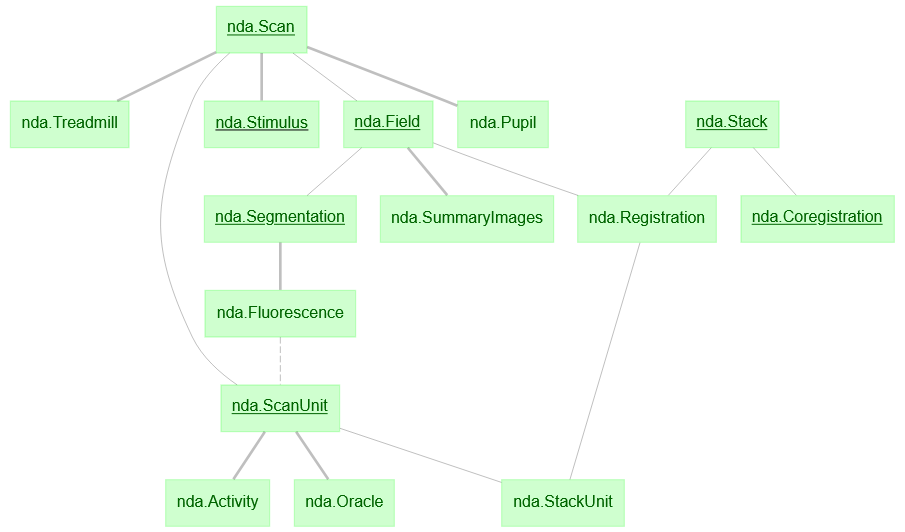 nda.Scan
nda.Treadmill
nda.Stimulus
nda.Field
nda.Pupil
nda.Stack
nda.Segmentation
nda.SummaryImages
nda.Registration
nda.Coregistration
nda.Fluorescence
nda.ScanUnit
nda.Activity
nda.Oracle
nda.StackUnit